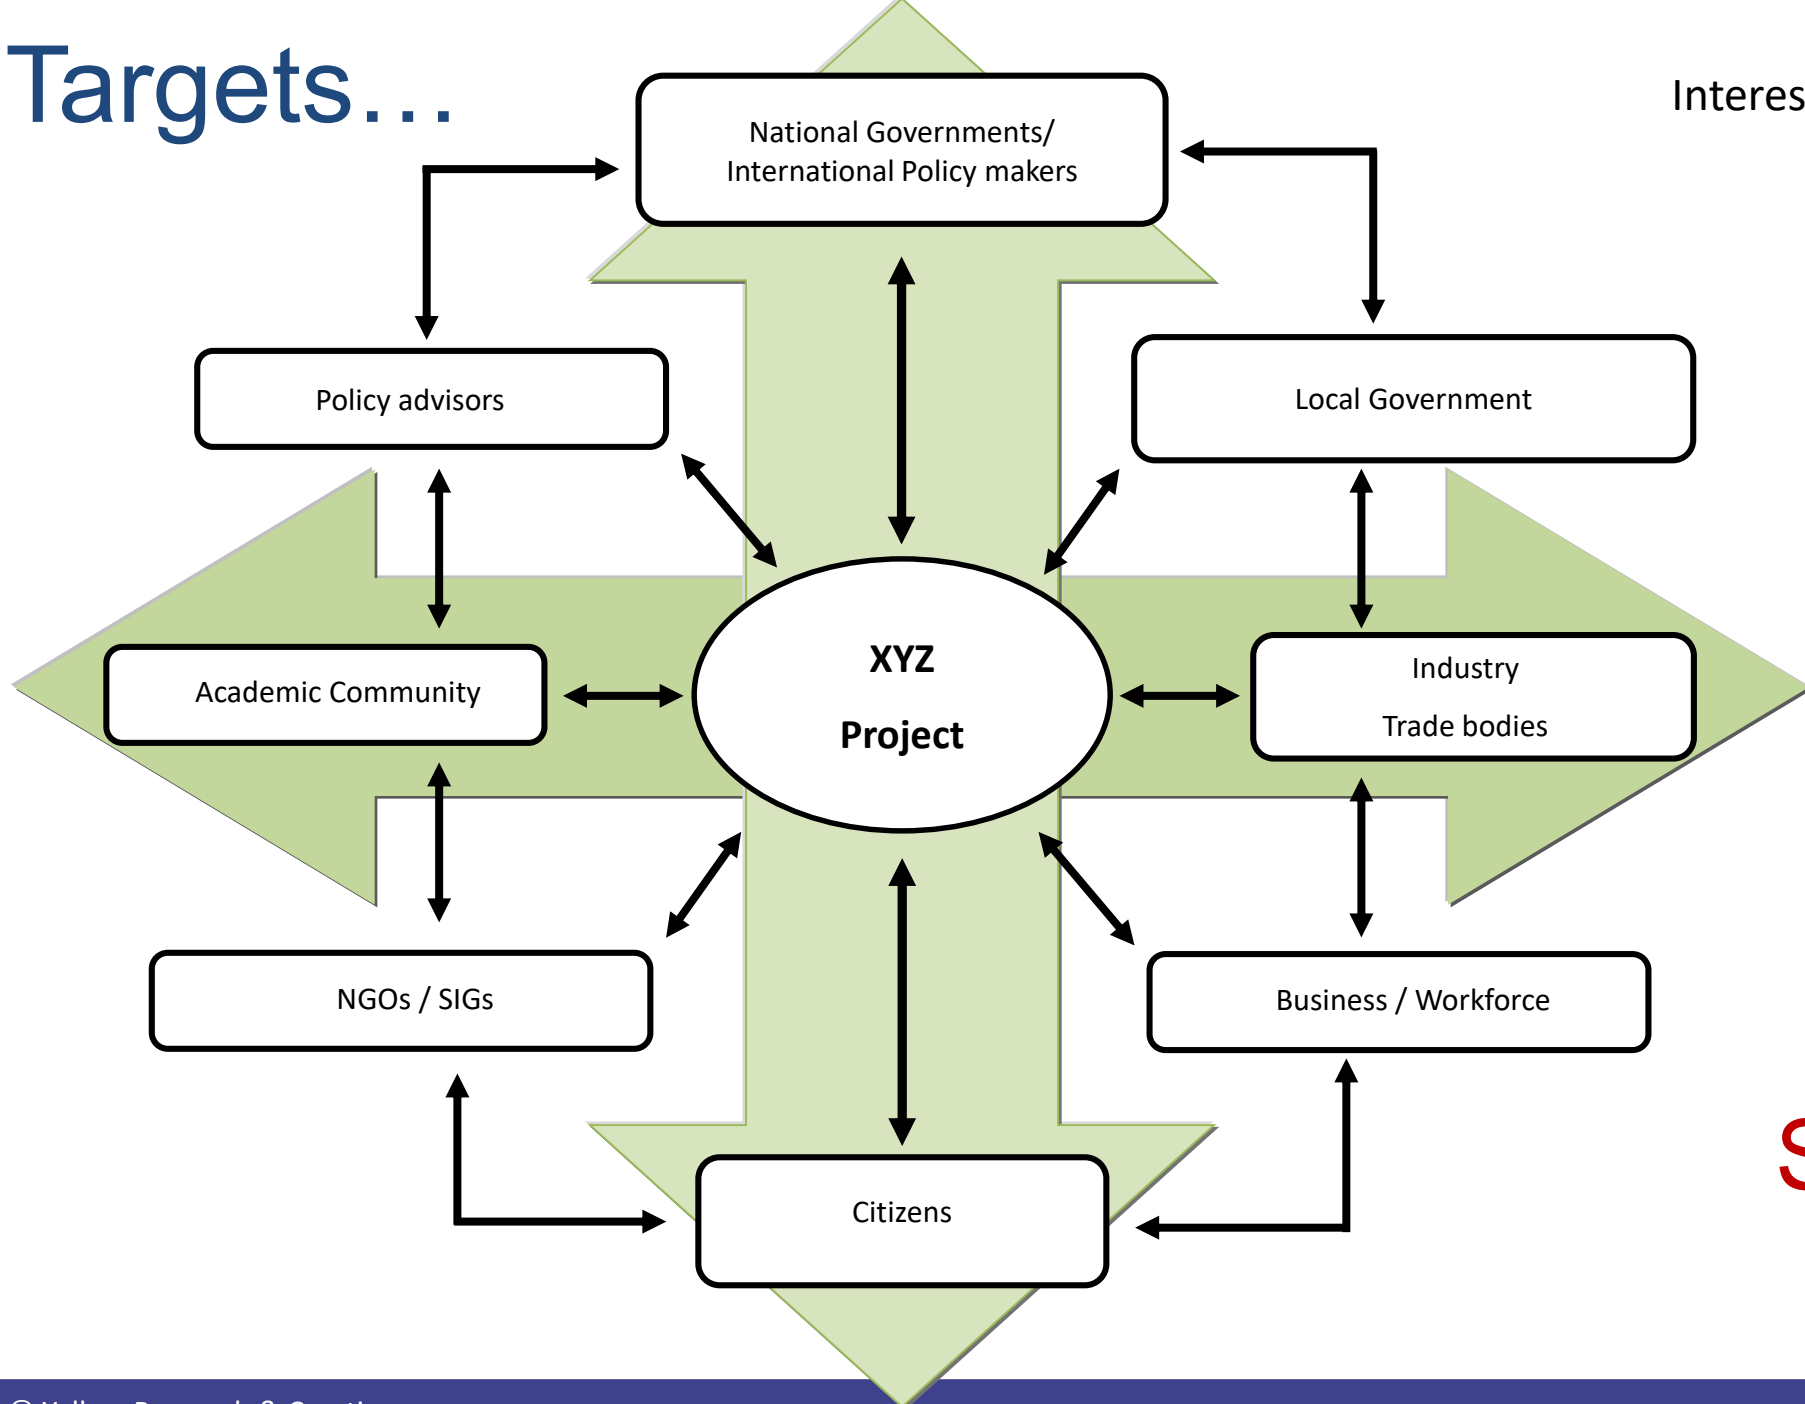 Targets...
National Governments/
International Policy makers
Policy advisors
Local Government
XYZ
Project
Academic Community
Industry
Trade bodies
NGOs / SIGs
Business / Workforce
Citizens